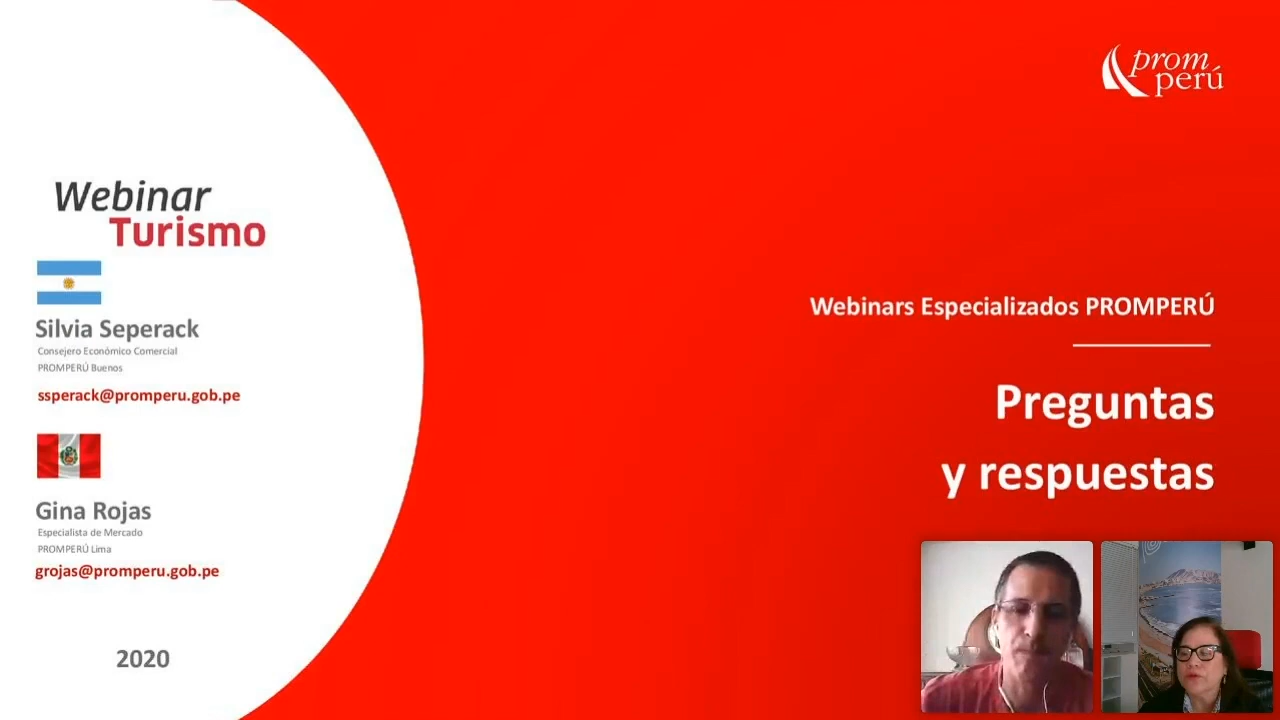 Webinar
Turismo
Silvia Seperack
Consejero Económico Comercial
PROMPERÚ Buenos
ssperack@promperu.gob.pe
Gina Rojas
Especialista de Mercado
PROMPERÚ Lima
grojas@promperu.gob.pe
2020
prom
perú
Webinars Especializados PROMPERÚ
Preguntas
y respuestas